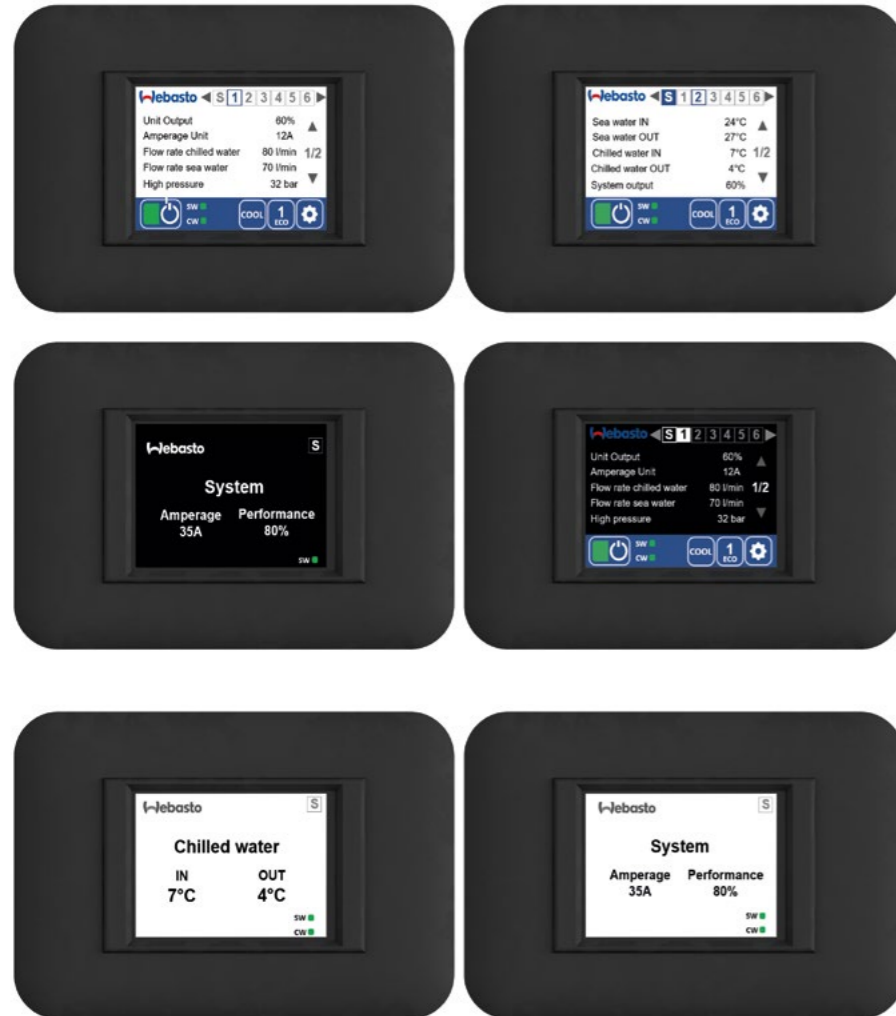 Webasto S 1 2 3 4 5 6
Unit Output 60%
Amperage Unit 12A
Flow rate chilled water 80 l/min 1/2
Flow rate sea water 70 l/min
High pressure 32 bar
SW
CW
COOL 1 ECO
Webasto S 1 2 3 4 5 6
Sea water IN 24°C
Sea water OUT 27°C
Chilled water IN 7°C 1/2
Chilled water OUT 4°C
System output 60%
SW
CW
COOL 1 ECO
Webasto S
System
Amperage Performance
35A 80%
SW
Webasto S 1 2 3 4 5 6
Unit Output 60%
Amperage Unit 12A
Flow rate chilled water 80 l/min 1/2
Flow rate sea water 70 l/min
High pressure 32 bar
SW
CW
COOL 1 ECO
Webasto S
Chilled water
IN OUT
7°C 4°C
SW
CW
Webasto S
System
Amperage Performance
35A 80%
SW
CW